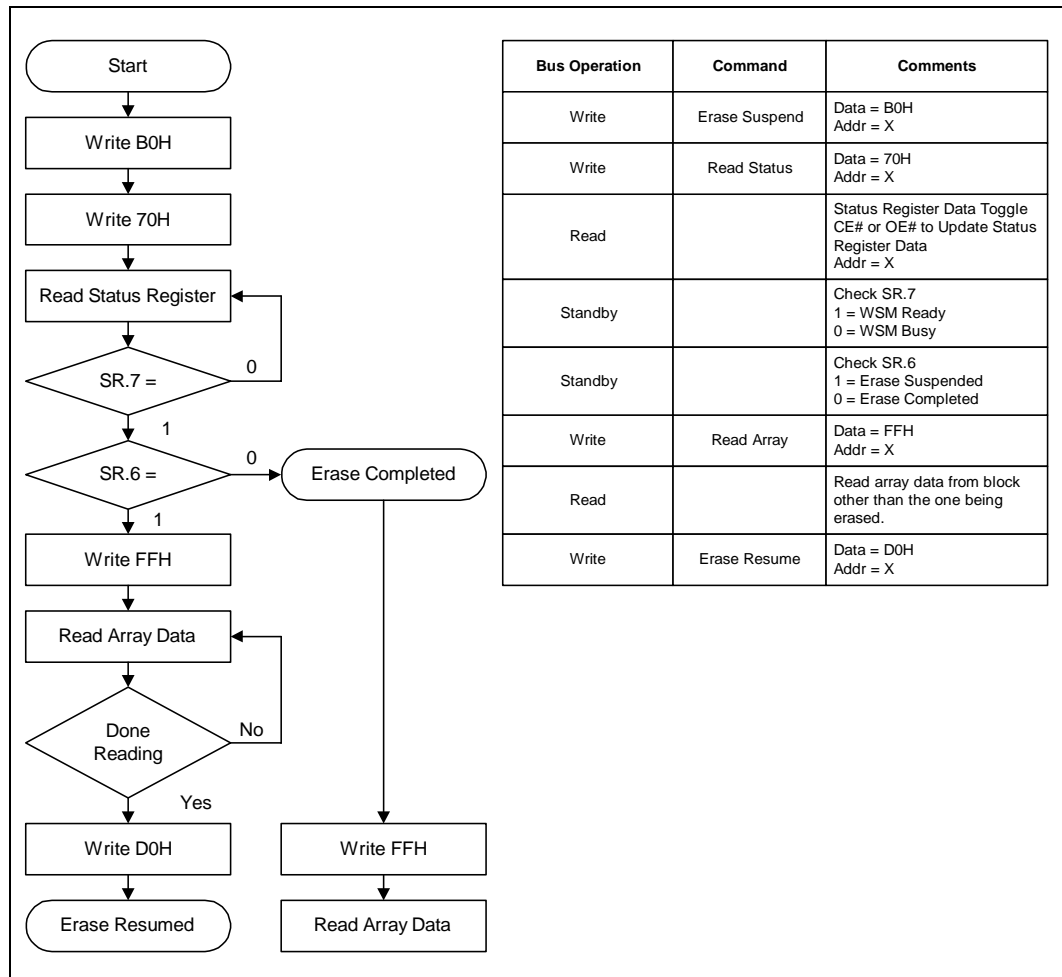 Start
Write B0H
Write 70H
Read Status Register
SR.7 =
0
1
SR.6 =
0
Erase Completed
1
Write FFH
Read Array Data
Done
Reading
No
Yes
Write D0H
Write FFH
Erase Resumed
Read Array Data
Bus Operation
Command
Comments
Write
Erase Suspend
Data = B0H
Addr = X
Write
Read Status
Data = 70H
Addr = X
Read
Status Register Data Toggle
CE# or OE# to Update Status
Register Data
Addr = X
Standby
Check SR.7
1 = WSM Ready
0 = WSM Busy
Standby
Check SR.6
1 = Erase Suspended
0 = Erase Completed
Write
Read Array
Data = FFH
Addr = X
Read
Read array data from block
other than the one being
erased.
Write
Erase Resume
Data = D0H
Addr = X